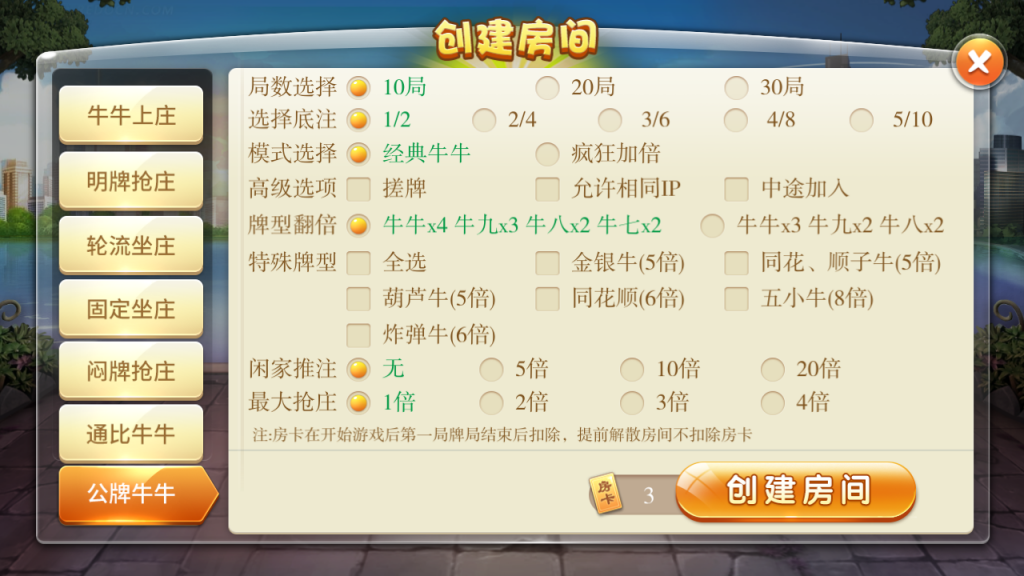 创建房间
牛牛上庄
明牌抢庄
轮流坐庄
固定坐庄
闷牌抢庄
通比牛牛
公牌牛牛
局数选择 10局 20局 30局
选择底注 1/2 2/4 3/6 4/8 5/10
模式选择 经典牛牛 疯狂加倍
高级选项 搓牌 允许相同IP 中途加入
牌型翻倍 牛牛x4 牛九x3 牛八x2 牛七x2 牛牛x3 牛九x2 牛八x2
特殊牌型 全选 金银牛(5倍) 同花、顺子牛(5倍)
葫芦牛(5倍) 同花顺(6倍) 五小牛(8倍)
炸弹牛(6倍)
闲家推注 无 5倍 10倍 20倍
最大抢庄 1倍 2倍 3倍 4倍
注:房卡在开始游戏后第一局牌局结束后扣除，提前解散房间不扣除房卡
房卡 3 创建房间